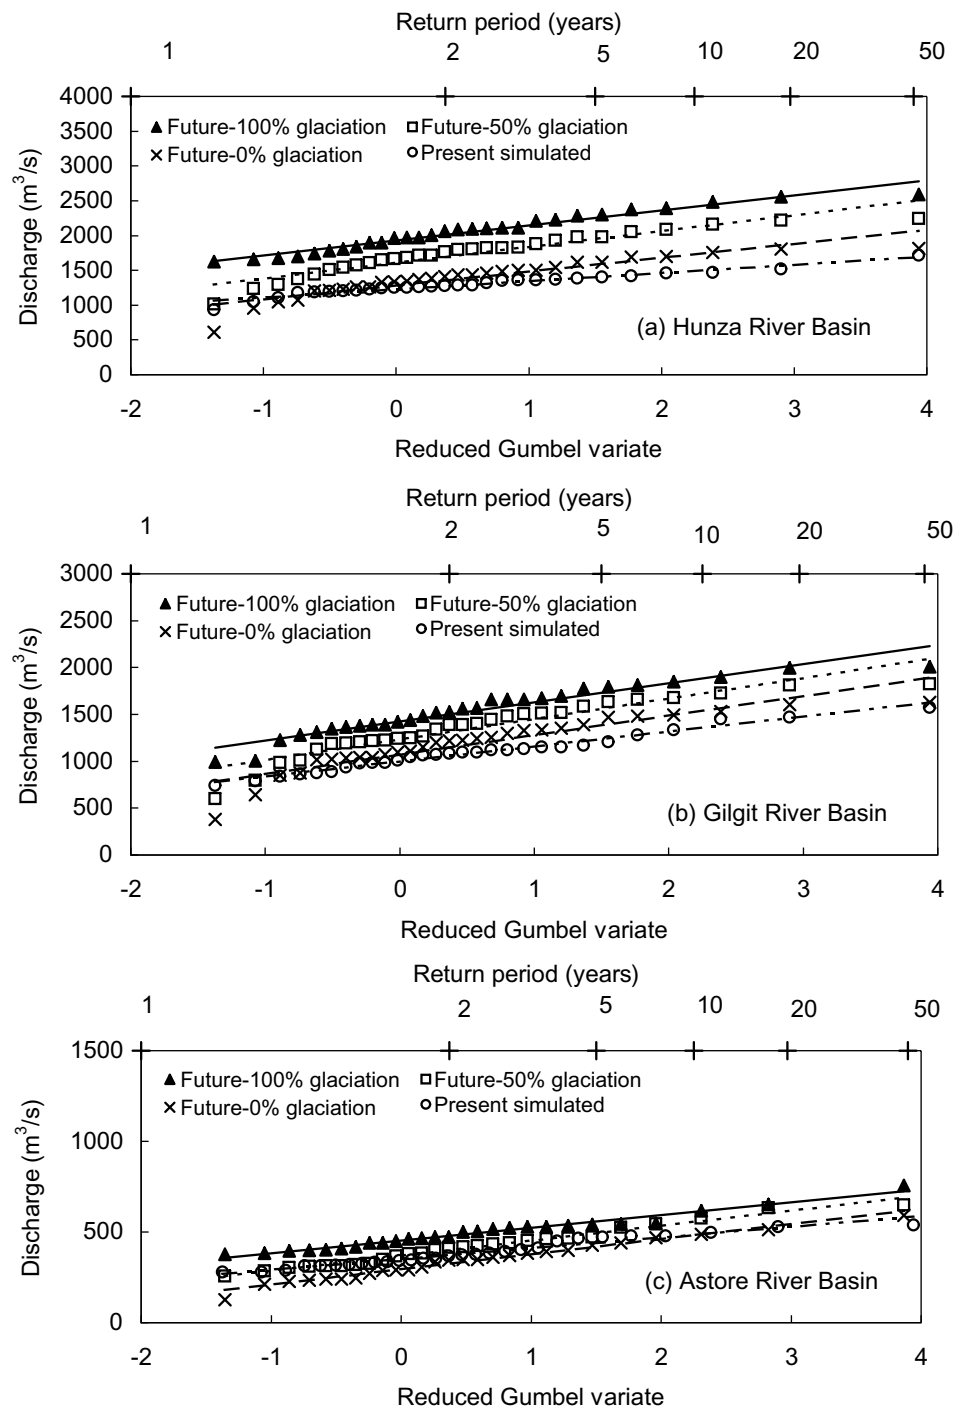 Return period (years)
1 2 5 10 20 50
4000
Future-100% glaciation Future-50% glaciation
3500
Future-0% glaciation Present simulated
3000
2500
2000
1500
1000
(a) Hunza River Basin
500
0
Discharge (m³/s)
-2 -1 0 1 2 3 4
Reduced Gumbel variate
Return period (years)
1 2 5 10 20 50
3000
Future-100% glaciation Future-50% glaciation
2500
Future-0% glaciation Present simulated
2000
1500
1000
500
(b) Gilgit River Basin
0
Discharge (m³/s)
-2 -1 0 1 2 3 4
Reduced Gumbel variate
Return period (years)
1 2 5 10 20 50
1500
Future-100% glaciation Future-50% glaciation
Future-0% glaciation Present simulated
1000
500
(c) Astore River Basin
0
Discharge (m³/s)
-2 -1 0 1 2 3 4
Reduced Gumbel variate